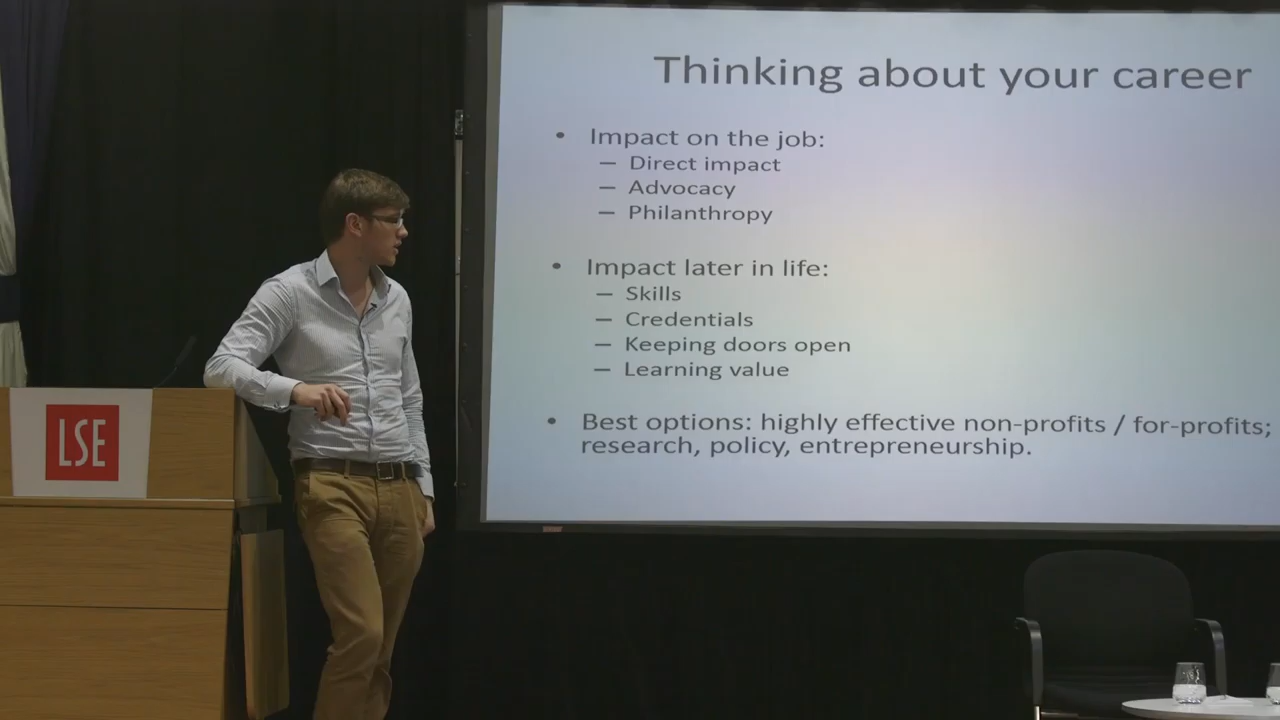 Thinking about your career
• Impact on the job:
– Direct impact
– Advocacy
– Philanthropy
• Impact later in life:
– Skills
– Credentials
– Keeping doors open
– Learning value
• Best options: highly effective non-profits / for-profits;
research, policy, entrepreneurship.
LSE